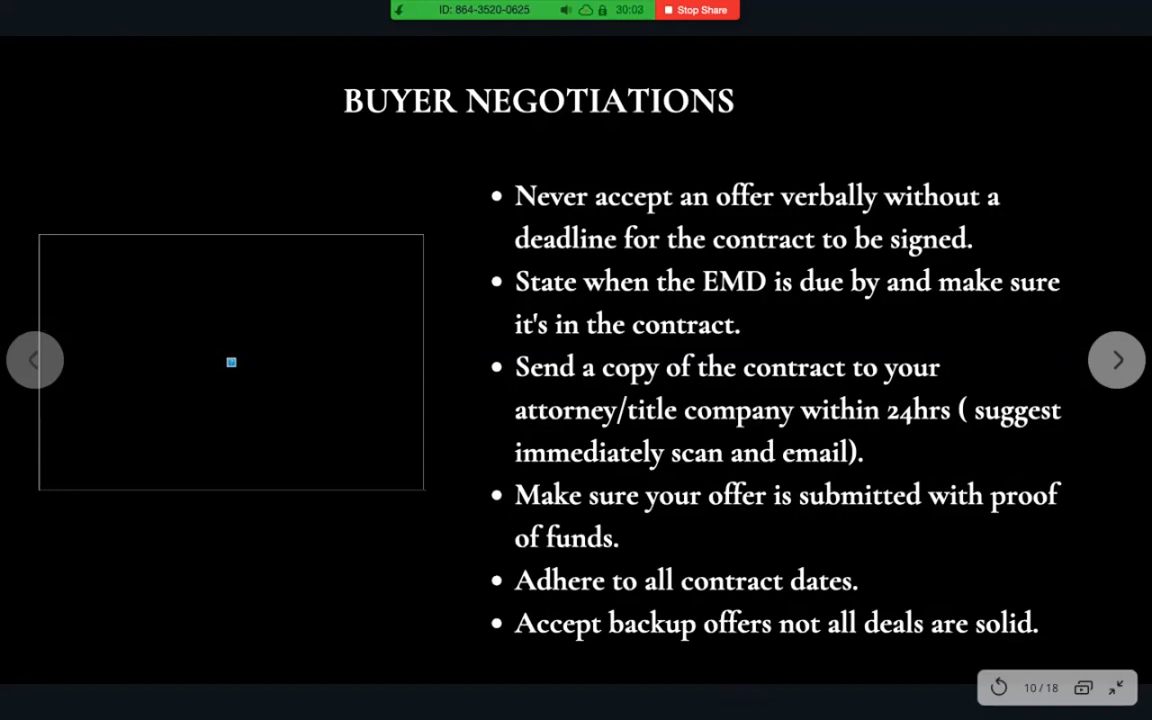 ID: 864-3520-0625 30:03 Stop Share
BUYER NEGOTIATIONS
• Never accept an offer verbally without a
deadline for the contract to be signed.
• State when the EMD is due by and make sure
it's in the contract.
• Send a copy of the contract to your
attorney/title company within 24hrs ( suggest
immediately scan and email).
• Make sure your offer is submitted with proof
of funds.
• Adhere to all contract dates.
• Accept backup offers not all deals are solid.
10 / 18